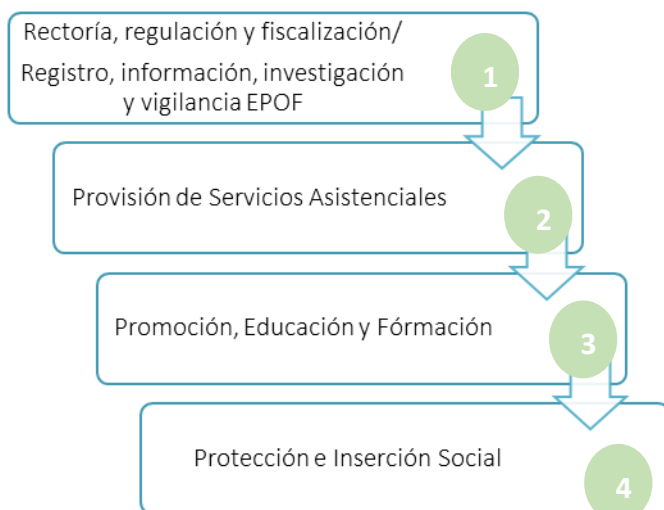 Rectoría, regulación y fiscalización/
Registro, información, investigación
y vigilancia EPOF
1
Provisión de Servicios Asistenciales
2
Promoción, Educación y Fórmación
3
Protección e Inserción Social
4